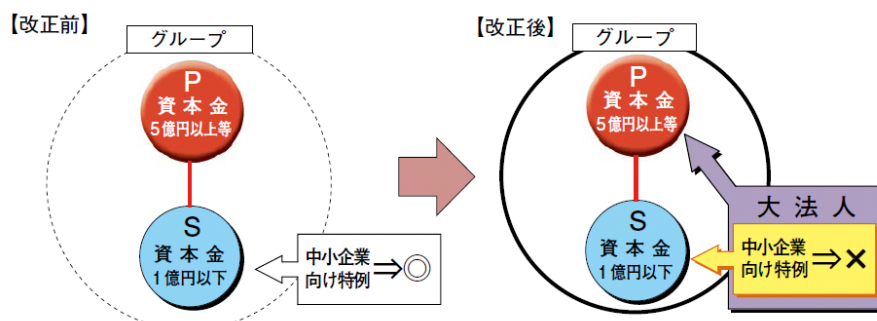 【改正前】
グループ
P
資本金
5億円以上等
S
資本金
1億円以下
中小企業
向け特例⇒◎
【改正後】
グループ
P
資本金
5億円以上等
S
資本金
1億円以下
大法人
中小企業
向け特例⇒×